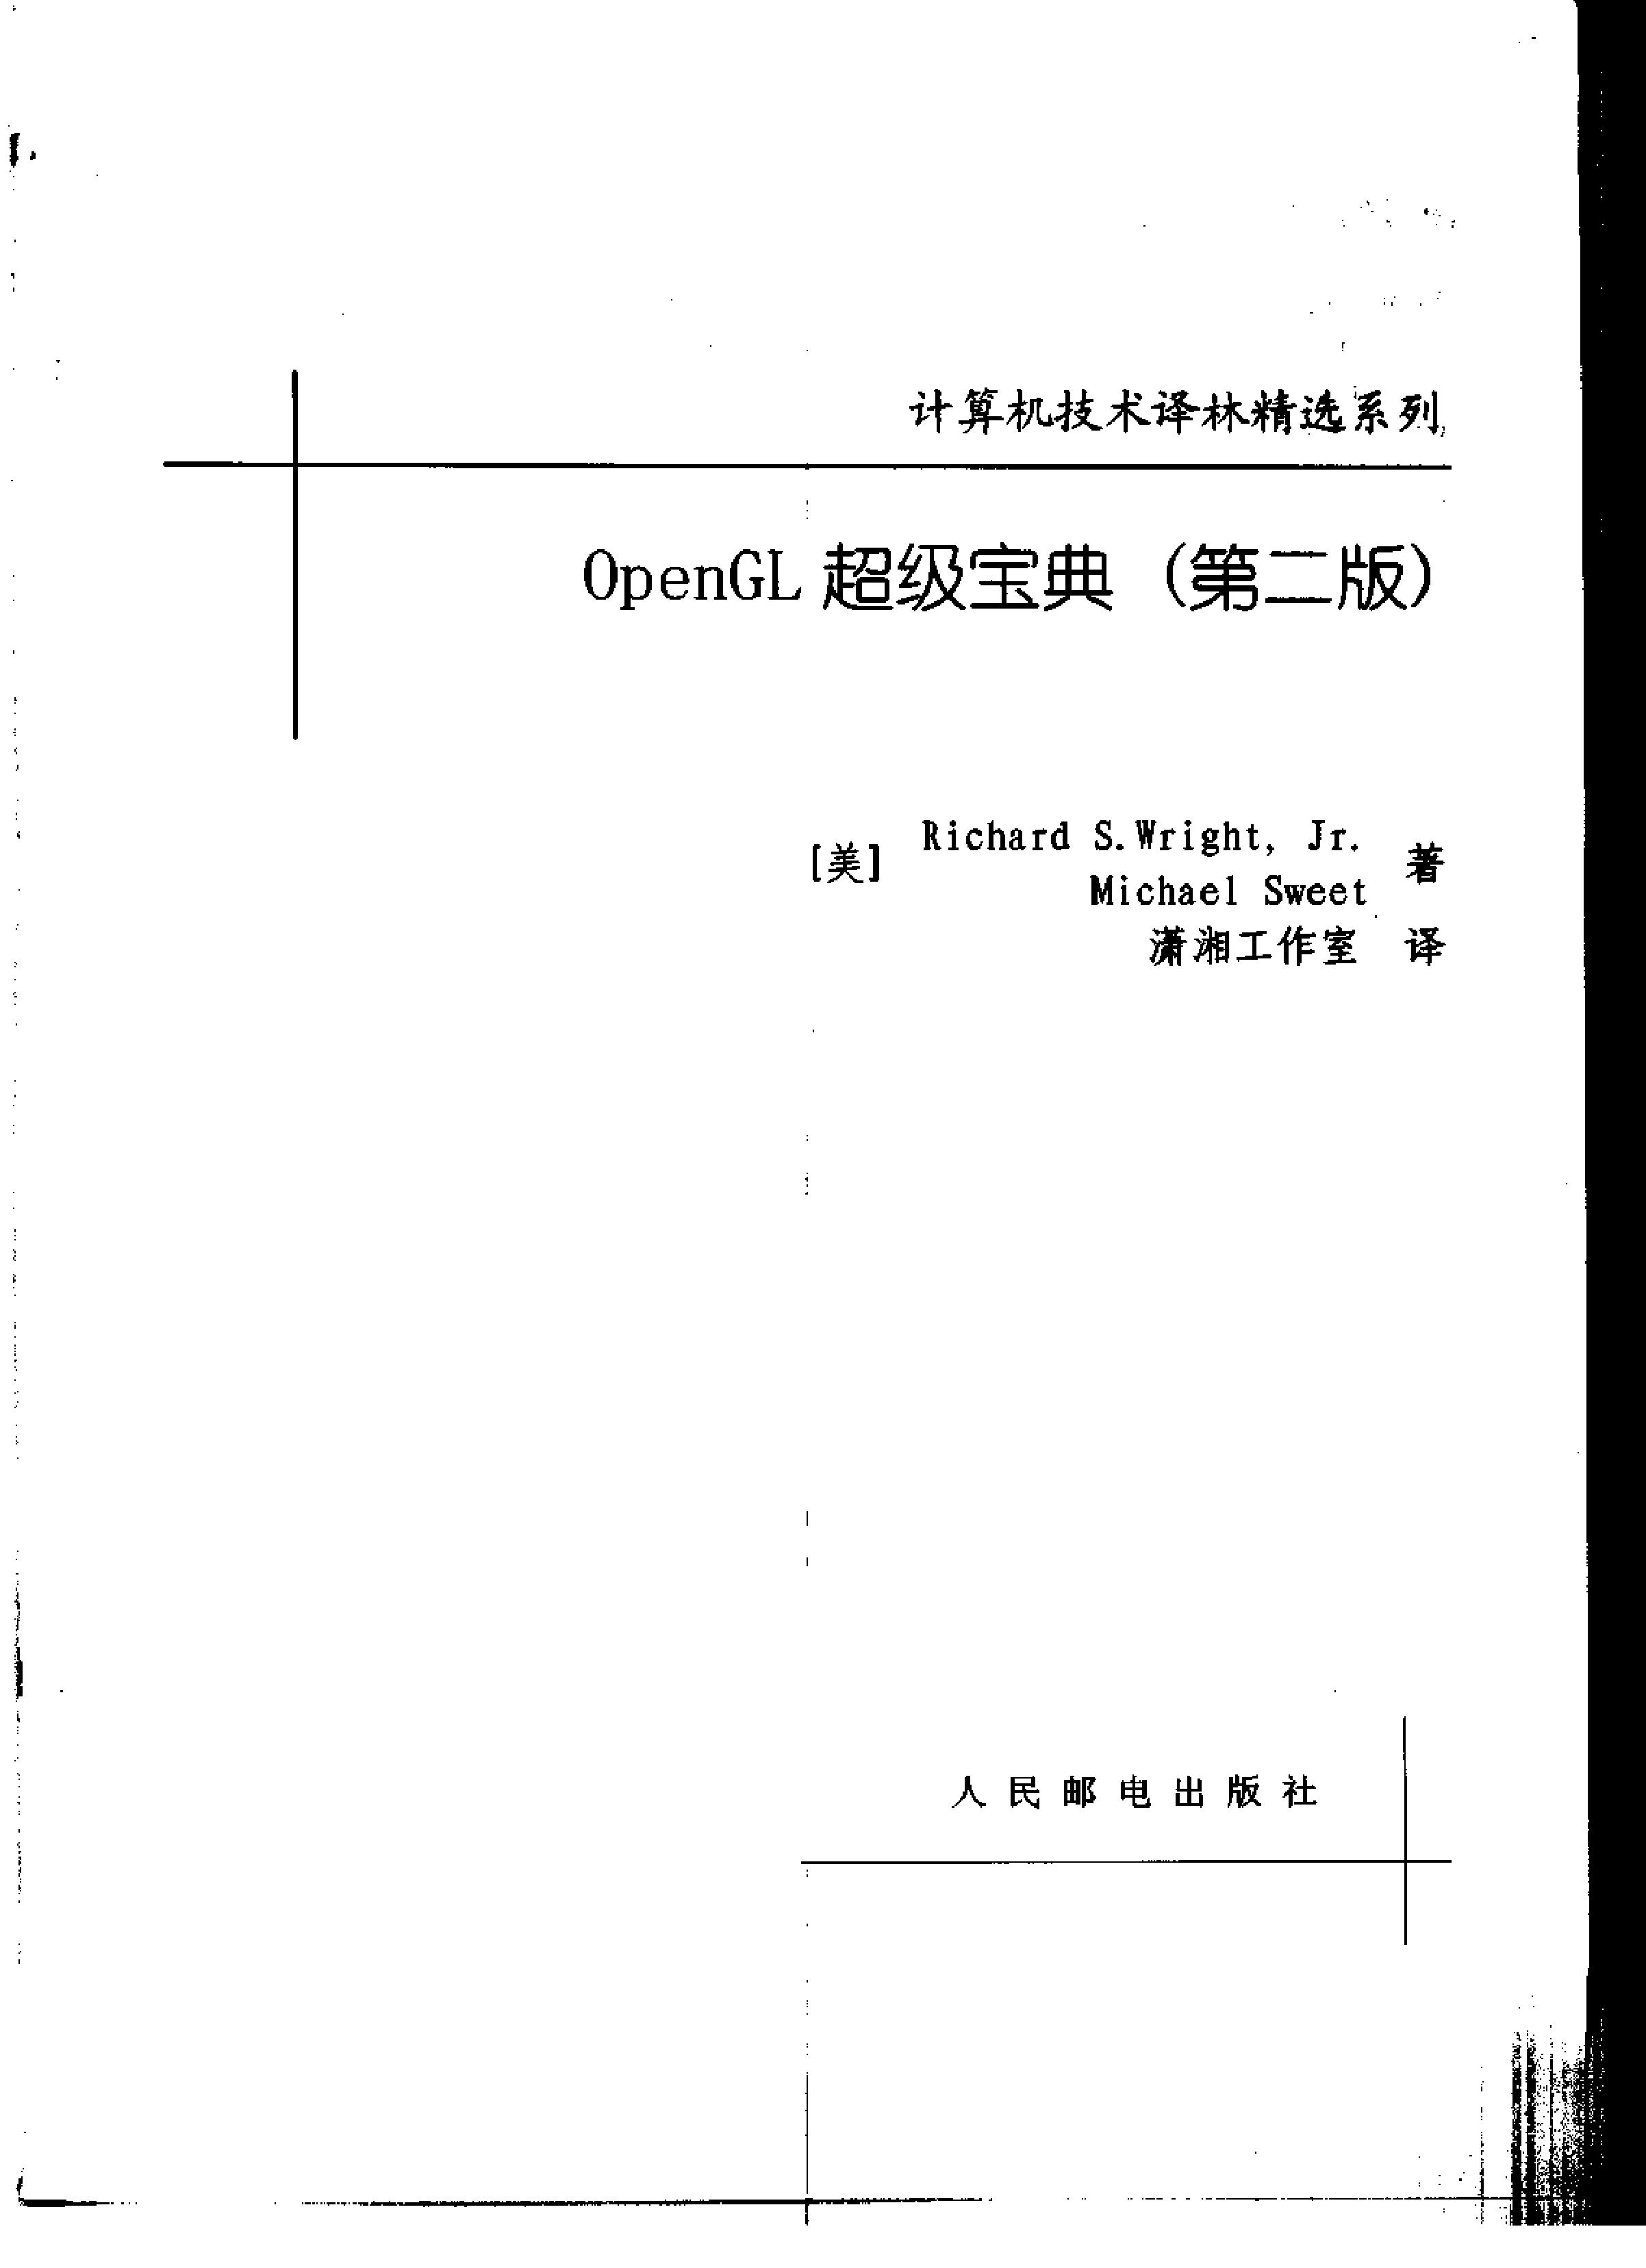 计算机技术译林精选系列
OpenGL 超级宝典（第二版）
[美] Richard S.Wright, Jr. 著
Michael Sweet
潇湘工作室 译
人民邮电出版社